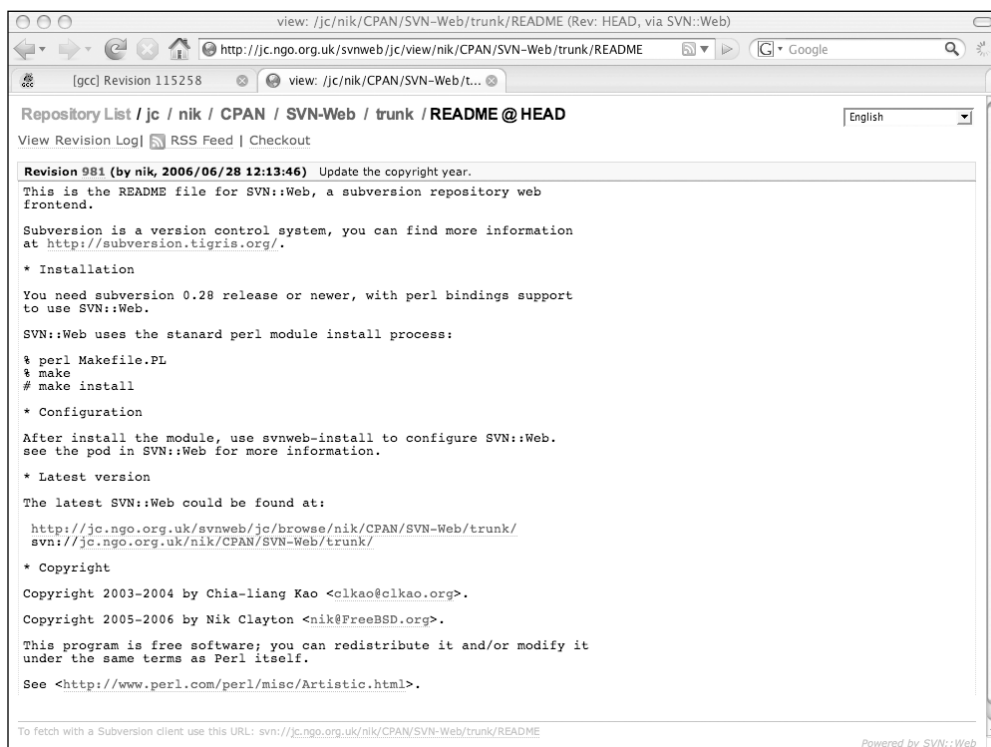 view: /jc/nik/CPAN/SVN-Web/trunk/README (Rev: HEAD, via SVN::Web)
http://jc.ngo.org.uk/svnweb/jc/view/nik/CPAN/SVN-Web/trunk/README
G Google
[gcc] Revision 115258
view: /jc/nik/CPAN/SVN-Web/t...
Repository List / jc / nik / CPAN / SVN-Web / trunk / README @ HEAD
English
View Revision Log| RSS Feed | Checkout
Revision 981 (by nik, 2006/06/28 12:13:46) Update the copyright year.
This is the README file for SVN::Web, a subversion repository web
frontend.
Subversion is a version control system, you can find more information
at http://subversion.tigris.org/.
* Installation
You need subversion 0.28 release or newer, with perl bindings support
to use SVN::Web.
SVN::Web uses the stanard perl module install process:
% perl Makefile.PL
% make
# make install
* Configuration
After install the module, use svnweb-install to configure SVN::Web.
see the pod in SVN::Web for more information.
* Latest version
The latest SVN::Web could be found at:
http://jc.ngo.org.uk/svnweb/jc/browse/nik/CPAN/SVN-Web/trunk/
svn://jc.ngo.org.uk/nik/CPAN/SVN-Web/trunk/
* Copyright
Copyright 2003-2004 by Chia-liang Kao <clkao@clkao.org>.
Copyright 2005-2006 by Nik Clayton <nik@FreeBSD.org>.
This program is free software; you can redistribute it and/or modify it
under the same terms as Perl itself.
See <http://www.perl.com/perl/misc/Artistic.html>.
To fetch with a Subversion client use this URL: svn://jc.ngo.org.uk/nik/CPAN/SVN-Web/trunk/README
Powered by SVN::Web